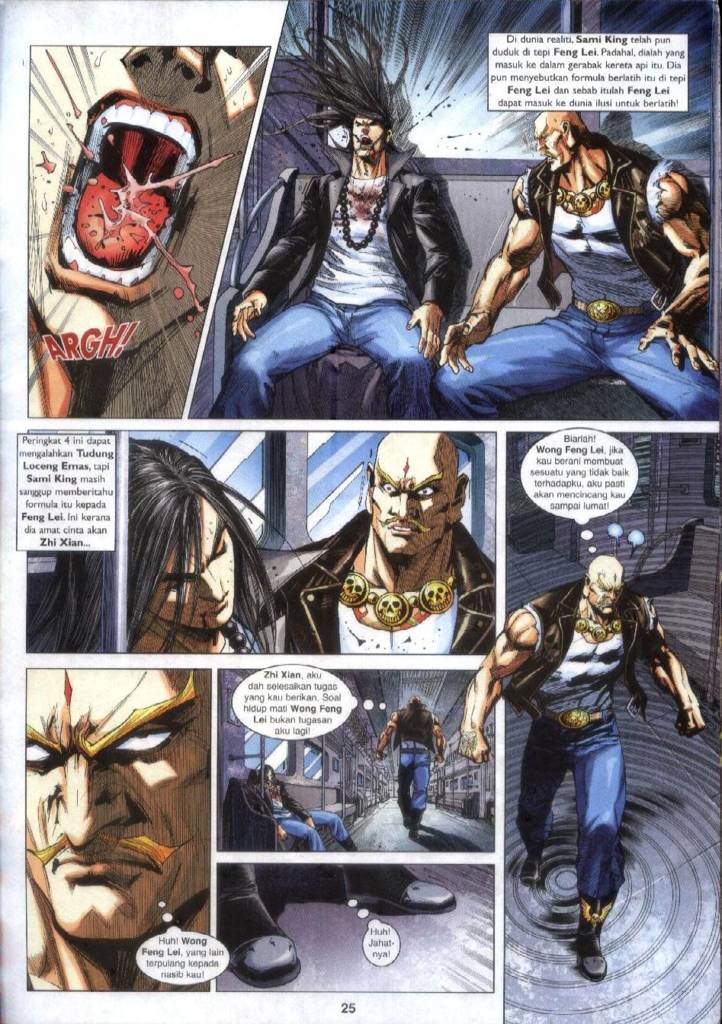 Di dunia realiti, Sami King telah pun
duduk di tepi Feng Lei. Padahal, dialah yang
masuk ke dalam gerabak kereta api itu. Dia
pun menyebutkan formula berlatih itu di tepi
Feng Lei dan sebab itulah Feng Lei
dapat masuk ke dunia ilusi untuk berlatih!
ARGH!
Peringkat 4 ini dapat
mengalahkan Tudung
Loceng Emas, tapi
Sami King masih
sanggup memberitahu
formula itu kepada
Feng Lei. Ini kerana
dia amat cinta akan
Zhi Xian...
Biarlah!
Wong Feng Lei, jika
kau berani membuat
sesuatu yang tidak baik
terhadapku, aku pasti
akan mencincang kau
sampai lumat!
Huh! Wong
Feng Lei, yang lain
terpulang kepada
nasib kau!
Zhi Xian, aku
dah selesaikan tugas
yang kau berikan. Soal
hidup mati Wong Feng
Lei bukan tugasan
aku lagi!
Huh!
Jahat-
nya!
25